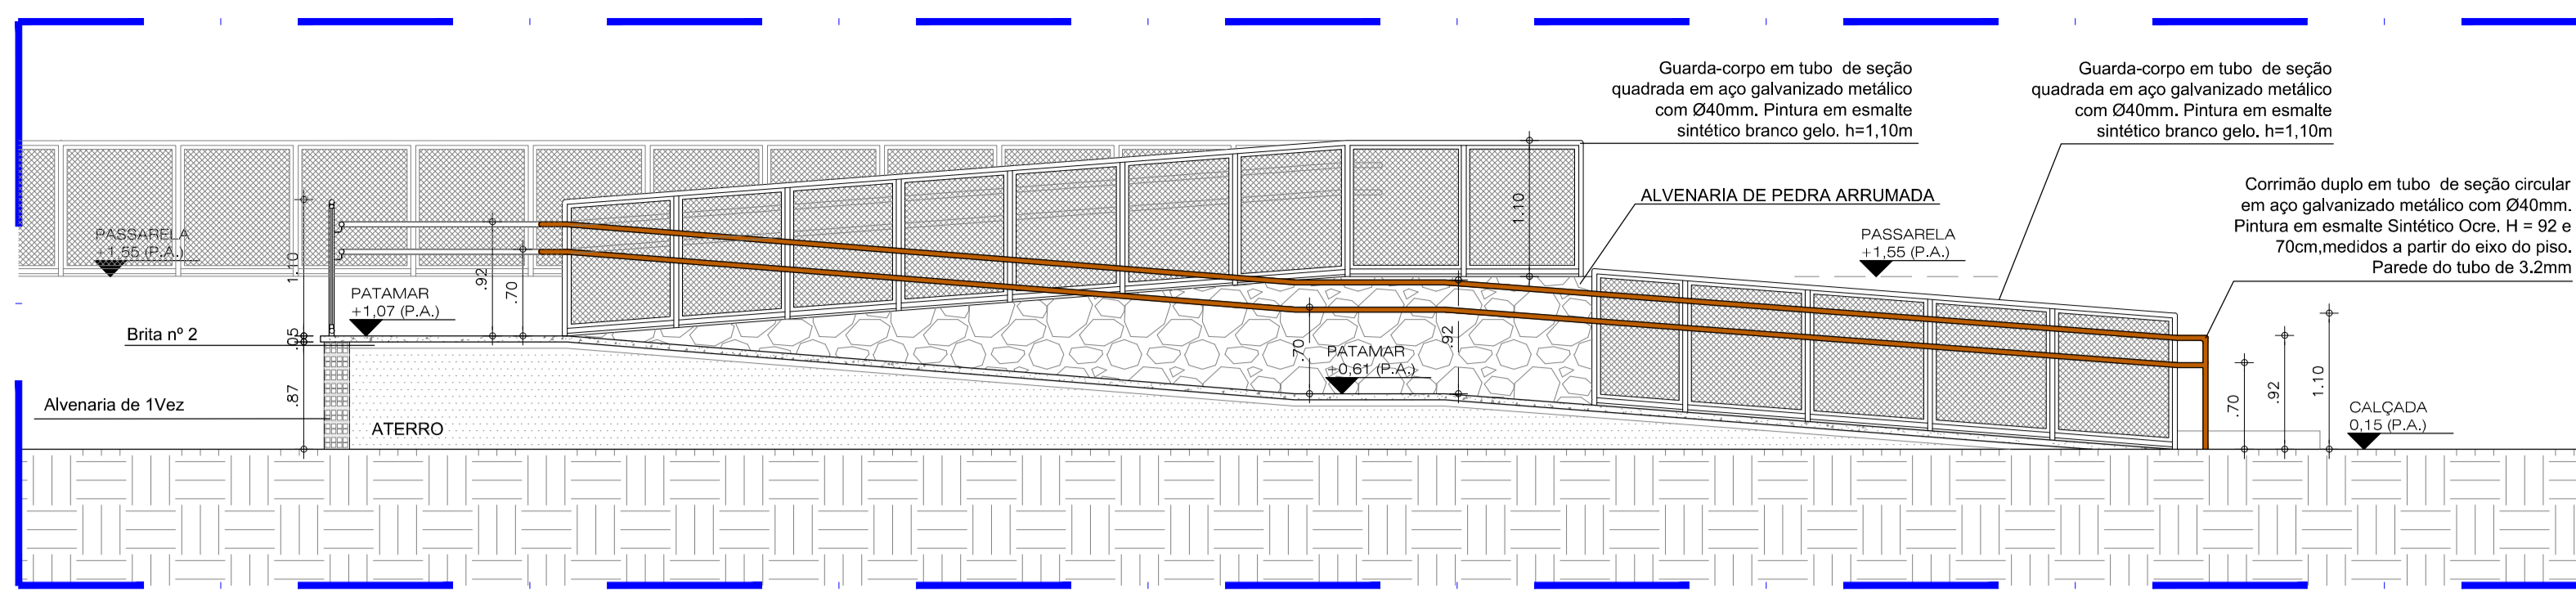 Guarda-corpo em tubo de seção
quadrada em aço galvanizado metálico
com Ø40mm. Pintura em esmalte
sintético branco gelo. h=1,10m
Guarda-corpo em tubo de seção
quadrada em aço galvanizado metálico
com Ø40mm. Pintura em esmalte
sintético branco gelo. h=1,10m
Corrimão duplo em tubo de seção circular
em aço galvanizado metálico com Ø40mm.
Pintura em esmalte Sintético Ocre. H = 92 e
70cm,medidos a partir do eixo do piso.
Parede do tubo de 3.2mm
ALVENARIA DE PEDRA ARRUMADA
1.10
PASSARELA
+1,55 (P.A.)
PASSARELA
+1,55 (P.A.)
1.10
.92
.70
PATAMAR
+1,07 (P.A.)
Brita nº 2
.05
.87
Alvenaria de 1Vez
ATERRO
.70
PATAMAR
+0,61 (P.A.)
.92
.70
.92
1.10
CALÇADA
0,15 (P.A.)